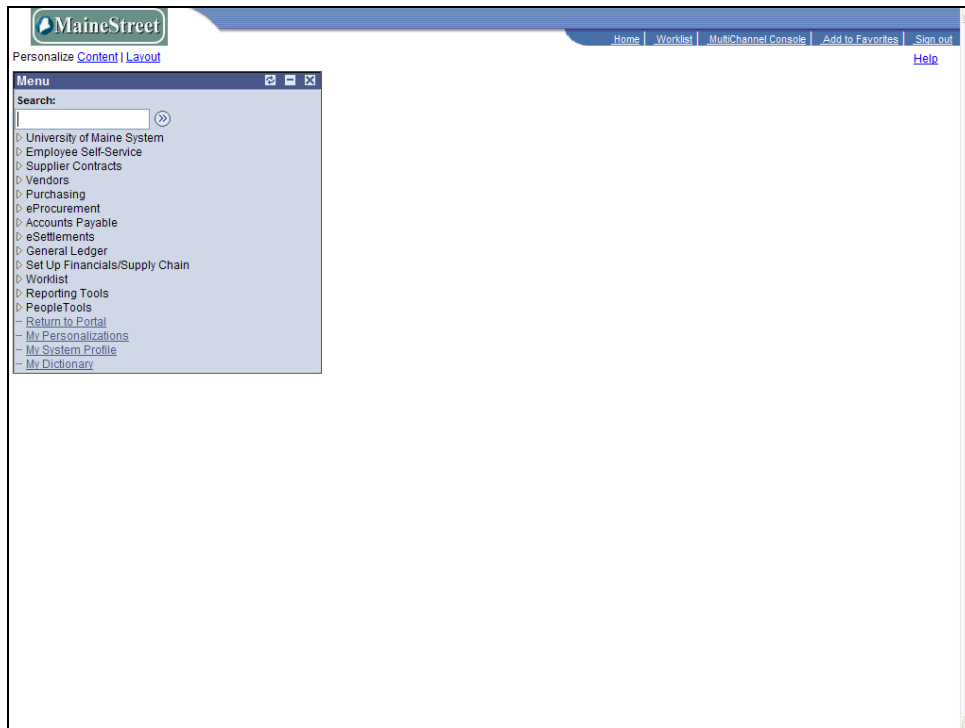 MaineStreet
Home Worklist MultiChannel Console Add to Favorites Sign out
Personalize Content | Layout
Help
Menu
Search:
University of Maine System
Employee Self-Service
Supplier Contracts
Vendors
Purchasing
eProcurement
Accounts Payable
eSettlements
General Ledger
Set Up Financials/Supply Chain
Worklist
Reporting Tools
PeopleTools
Return to Portal
My Personalizations
My System Profile
My Dictionary